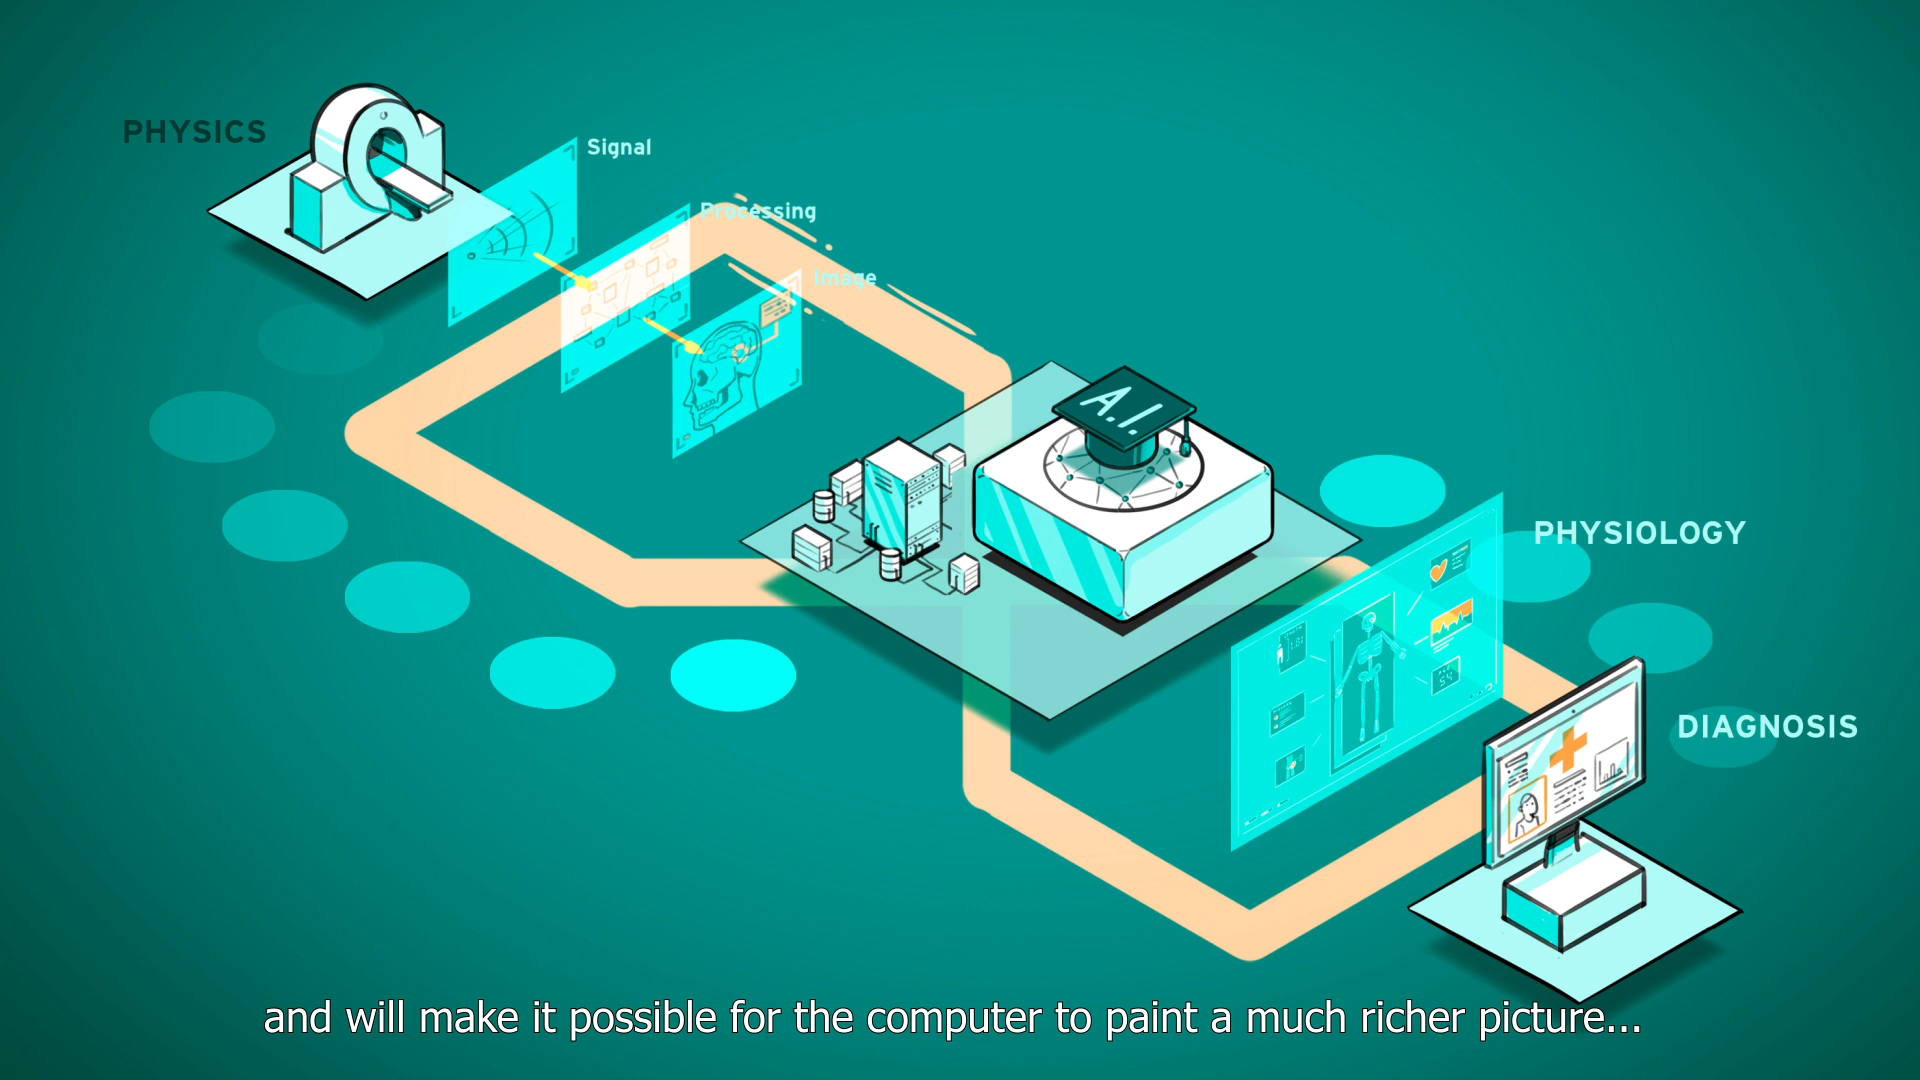 PHYSICS
Signal
Processing
Image
A.I.
PHYSIOLOGY
DIAGNOSIS
and will make it possible for the computer to paint a much richer picture...